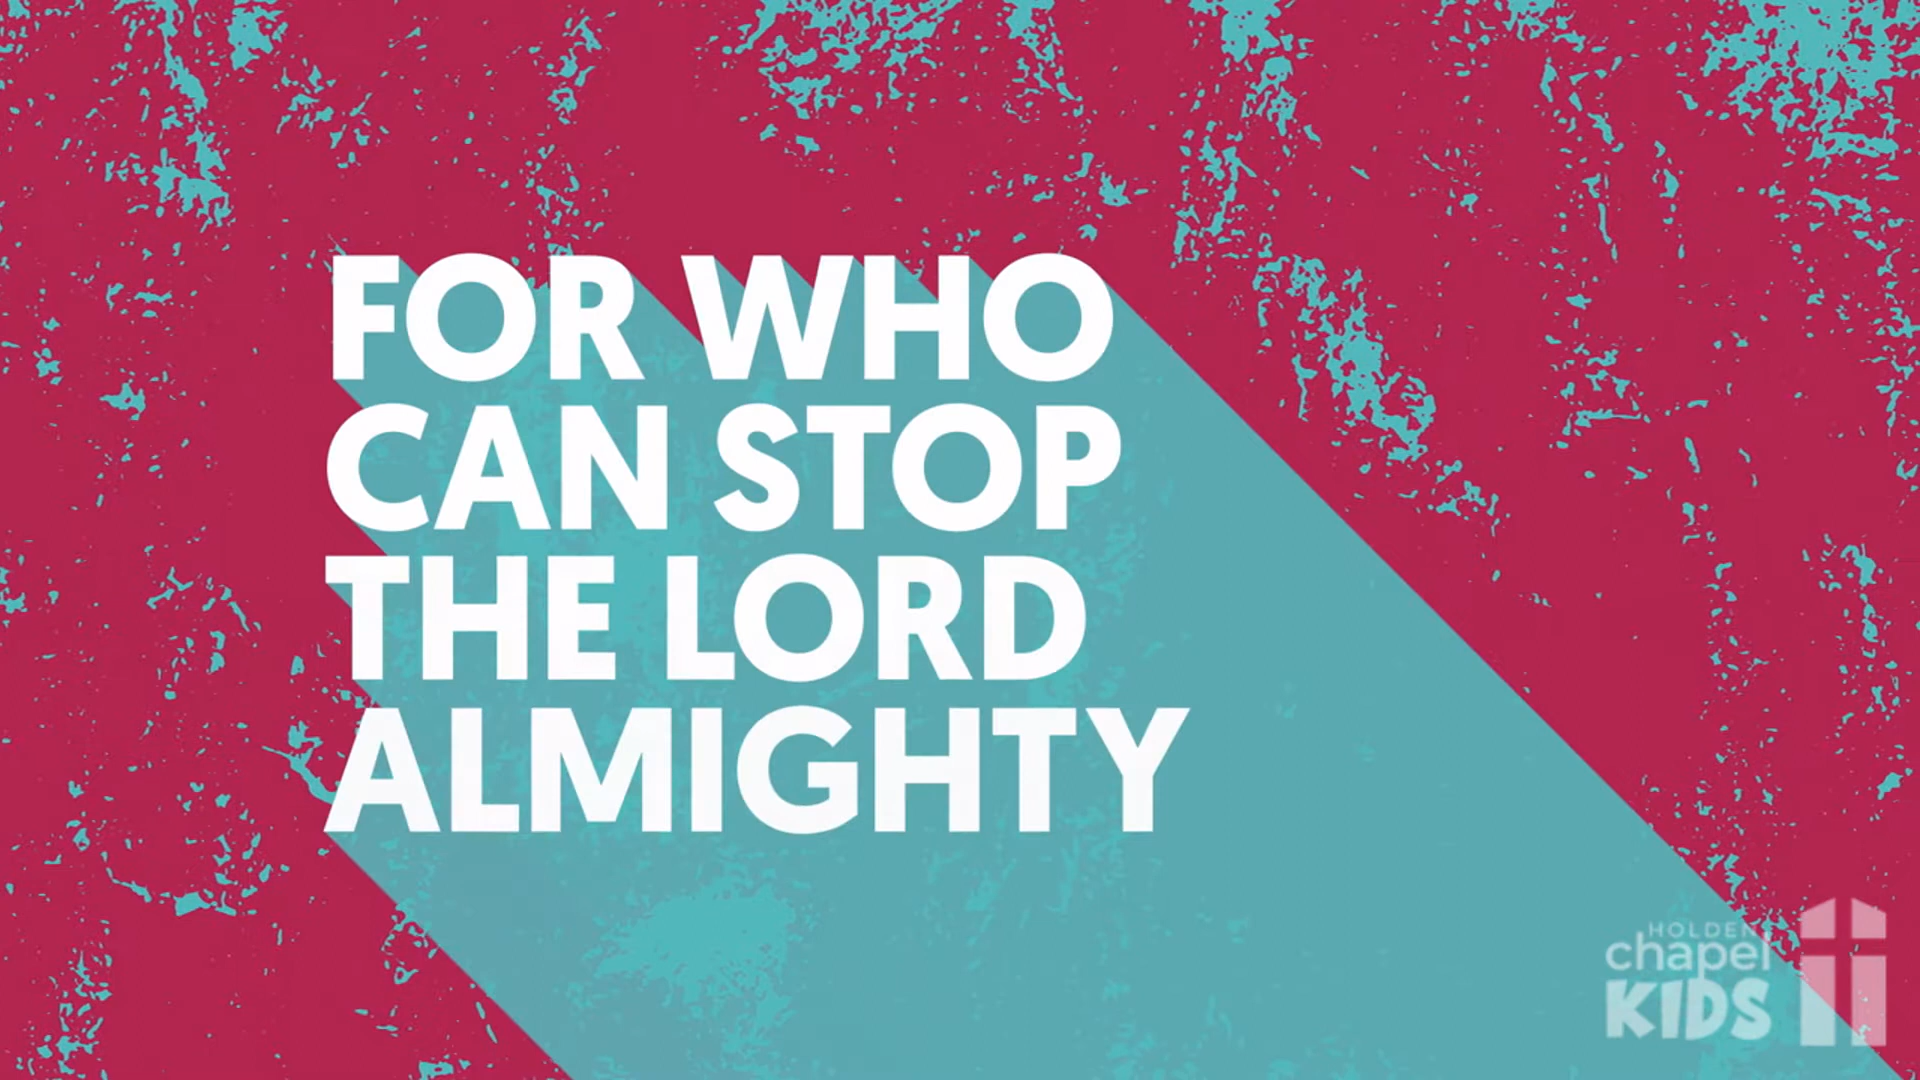 FOR WHO
CAN STOP
THE LORD
ALMIGHTY
HOLDEN
chapel
KIDS